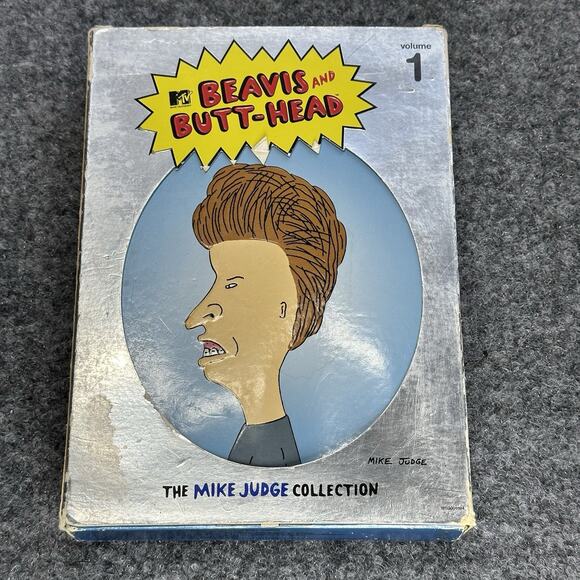 volume
1
MTV
BEAVIS AND
BUTT-HEAD
MIKE JUDGE
THE MIKE JUDGE COLLECTION